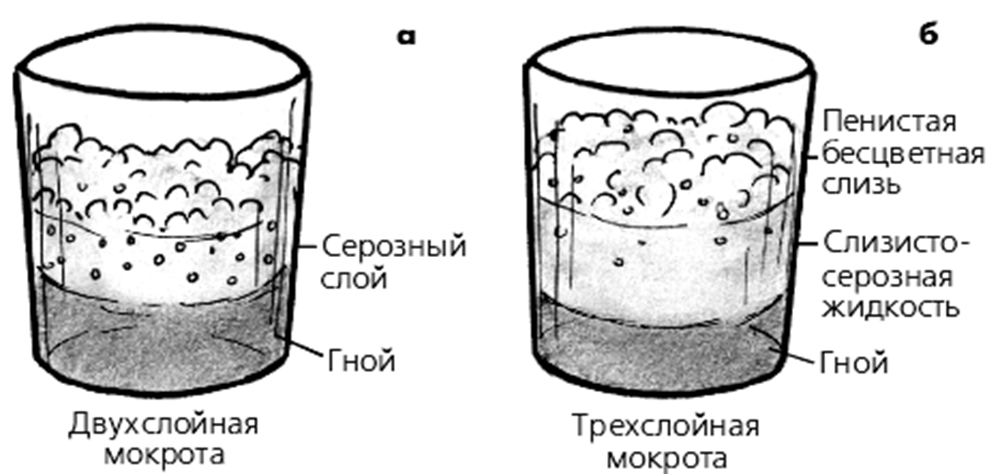 а
Серозный
слой
Гной
Двухслойная
мокрота
б
Пенистая
бесцветная
слизь
Слизисто-
серозная
жидкость
Гной
Трехслойная
мокрота